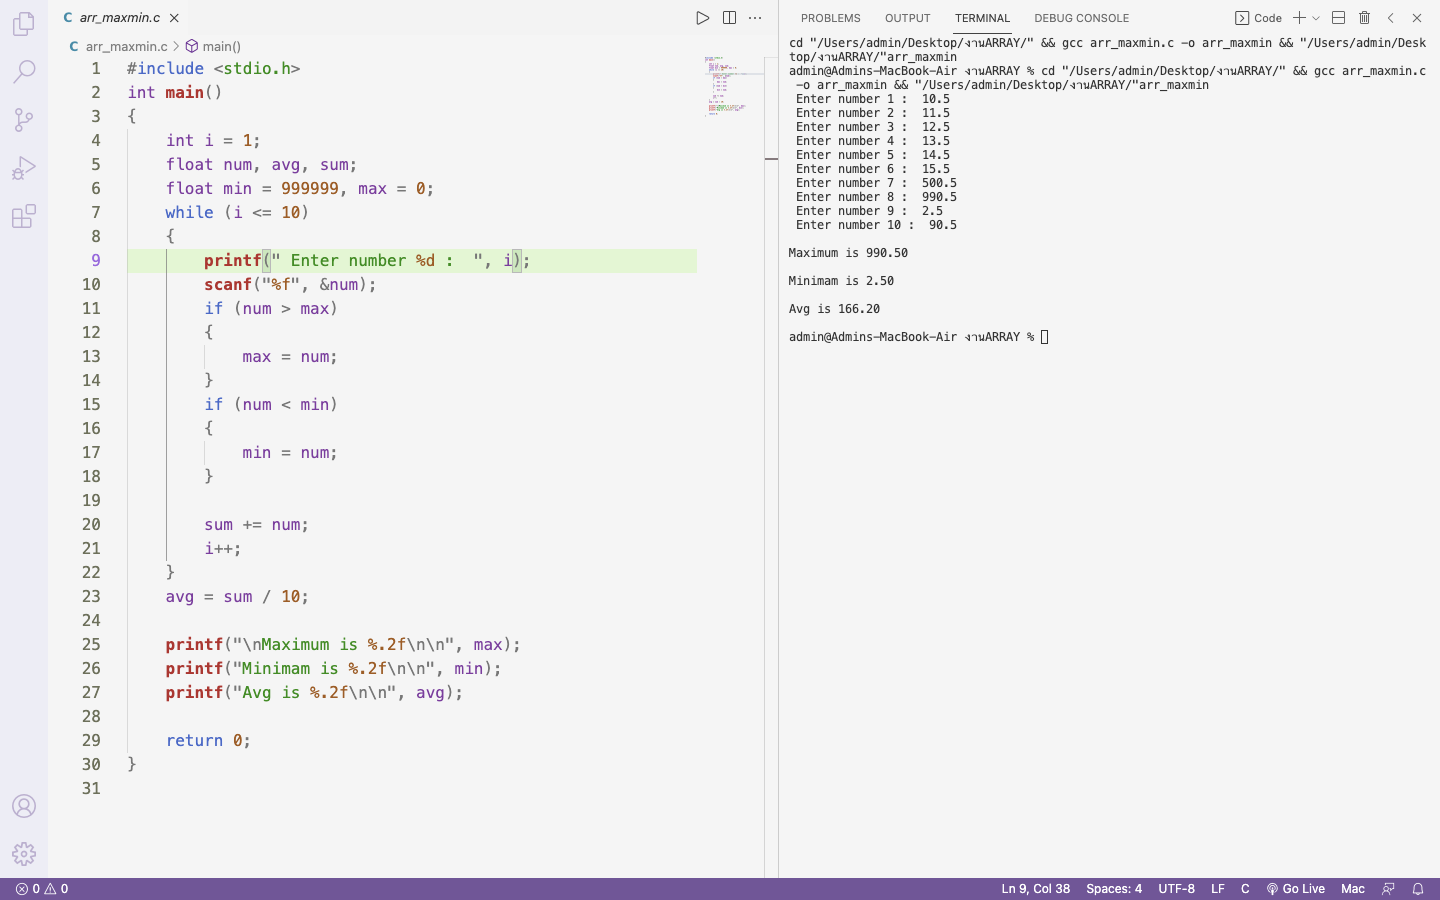 arr_maxmin.c
arr_maxmin.c > main()
1 #include <stdio.h>
2 int main()
3 {
4 int i = 1;
5 float num, avg, sum;
6 float min = 999999, max = 0;
7 while (i <= 10)
8 {
9 printf(" Enter number %d :  ", i);
10 scanf("%f", &num);
11 if (num > max)
12 {
13 max = num;
14 }
15 if (num < min)
16 {
17 min = num;
18 }
19
20 sum += num;
21 i++;
22 }
23 avg = sum / 10;
24
25 printf("\nMaximum is %.2f\n\n", max);
26 printf("Minimam is %.2f\n\n", min);
27 printf("Avg is %.2f\n\n", avg);
28
29 return 0;
30 }
31
PROBLEMS OUTPUT TERMINAL DEBUG CONSOLE Code
cd "/Users/admin/Desktop/งานARRAY/" && gcc arr_maxmin.c -o arr_maxmin && "/Users/admin/Desk
top/งานARRAY/"arr_maxmin
admin@Admins-MacBook-Air งานARRAY % cd "/Users/admin/Desktop/งานARRAY/" && gcc arr_maxmin.c
-o arr_maxmin && "/Users/admin/Desktop/งานARRAY/"arr_maxmin
Enter number 1 :  10.5
Enter number 2 :  11.5
Enter number 3 :  12.5
Enter number 4 :  13.5
Enter number 5 :  14.5
Enter number 6 :  15.5
Enter number 7 :  500.5
Enter number 8 :  990.5
Enter number 9 :  2.5
Enter number 10 :  90.5
Maximum is 990.50
Minimam is 2.50
Avg is 166.20
admin@Admins-MacBook-Air งานARRAY %
0 0 Ln 9, Col 38 Spaces: 4 UTF-8 LF C Go Live Mac